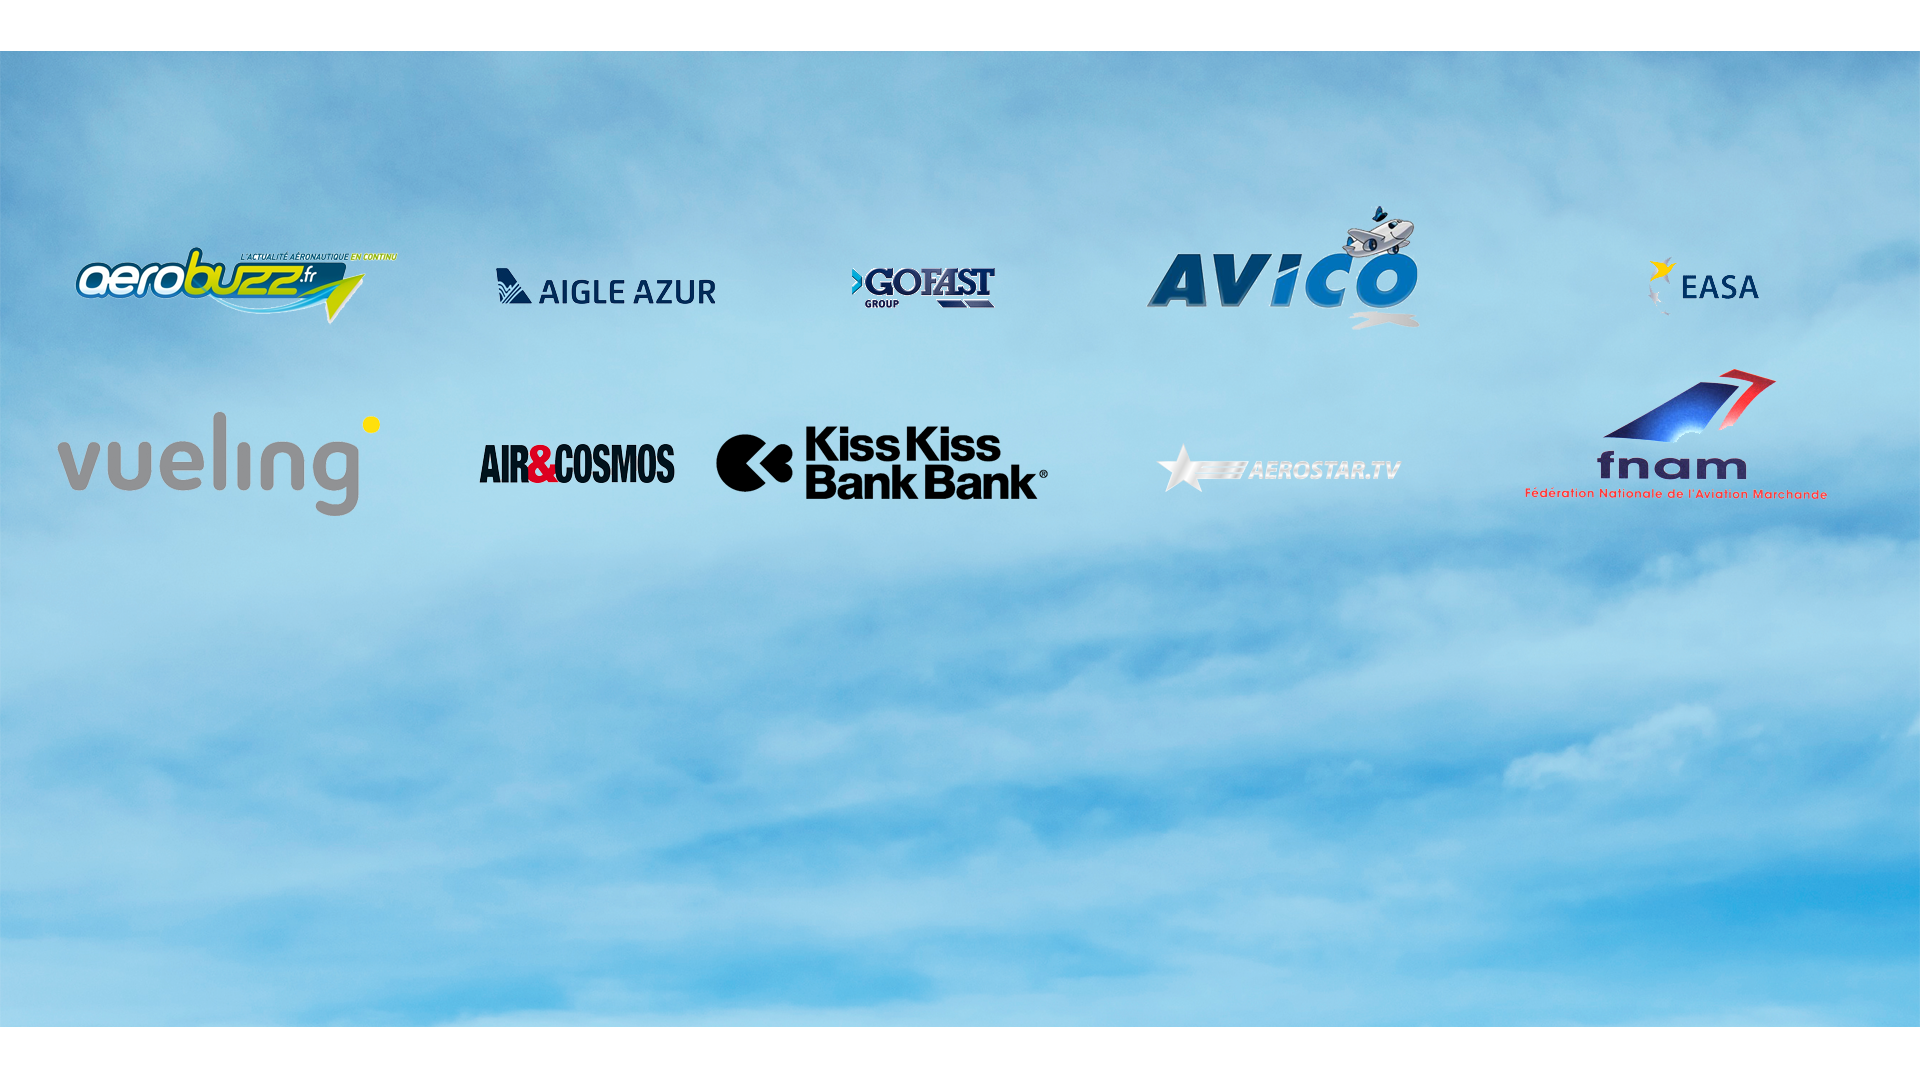 L'ACTUALITÉ AÉRONAUTIQUE EN CONTINU
aerobuzz.fr
AIGLE AZUR
GOFAST
GROUP
AVICO
EASA
vueling
AIR&COSMOS
KissKiss
BankBank®
AEROSTAR.TV
fnam
Fédération Nationale de l'Aviation Marchande